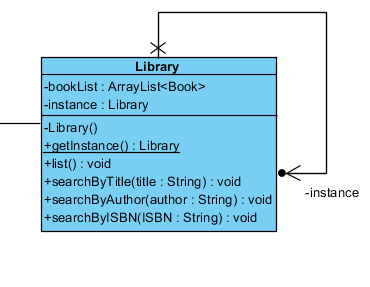 Library
-bookList : ArrayList<Book>
-instance : Library
-Library()
+getInstance() : Library
+list() : void
+searchByTitle(title : String) : void
+searchByAuthor(author : String) : void
+searchByISBN(ISBN : String) : void
-instance